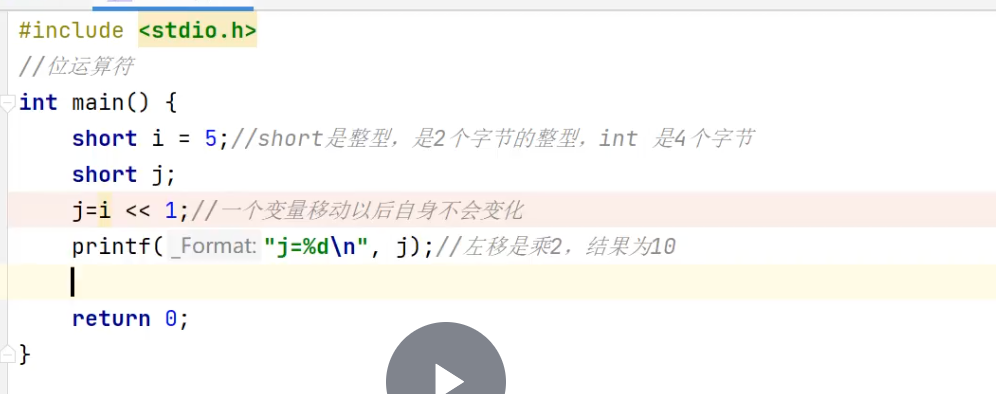 #include <stdio.h>
//位运算符
int main() {
    short i = 5;//short是整型，是2个字节的整型，int 是4个字节
    short j;
    j=i << 1;//一个变量移动以后自身不会变化
    printf( _Format: "j=%d\n", j);//左移是乘2，结果为10
    return 0;
}